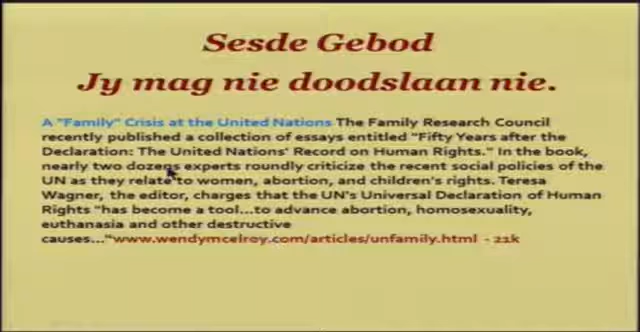 Sesde Gebod
Jy mag nie doodslaan nie.
A "Family" Crisis at the United Nations The Family Research Council
recently published a collection of essays entitled "Fifty Years after the
Declaration: The United Nations' Record on Human Rights." In the book,
nearly two dozens experts roundly criticize the recent social policies of the
UN as they relate to women, abortion, and children's rights. Teresa
Wagner, the editor, charges that the UN's Universal Declaration of Human
Rights "has become a tool...to advance abortion, homosexuality,
euthanasia and other destructive
causes..."www.wendymcelroy.com/articles/unfamily.html - 21k